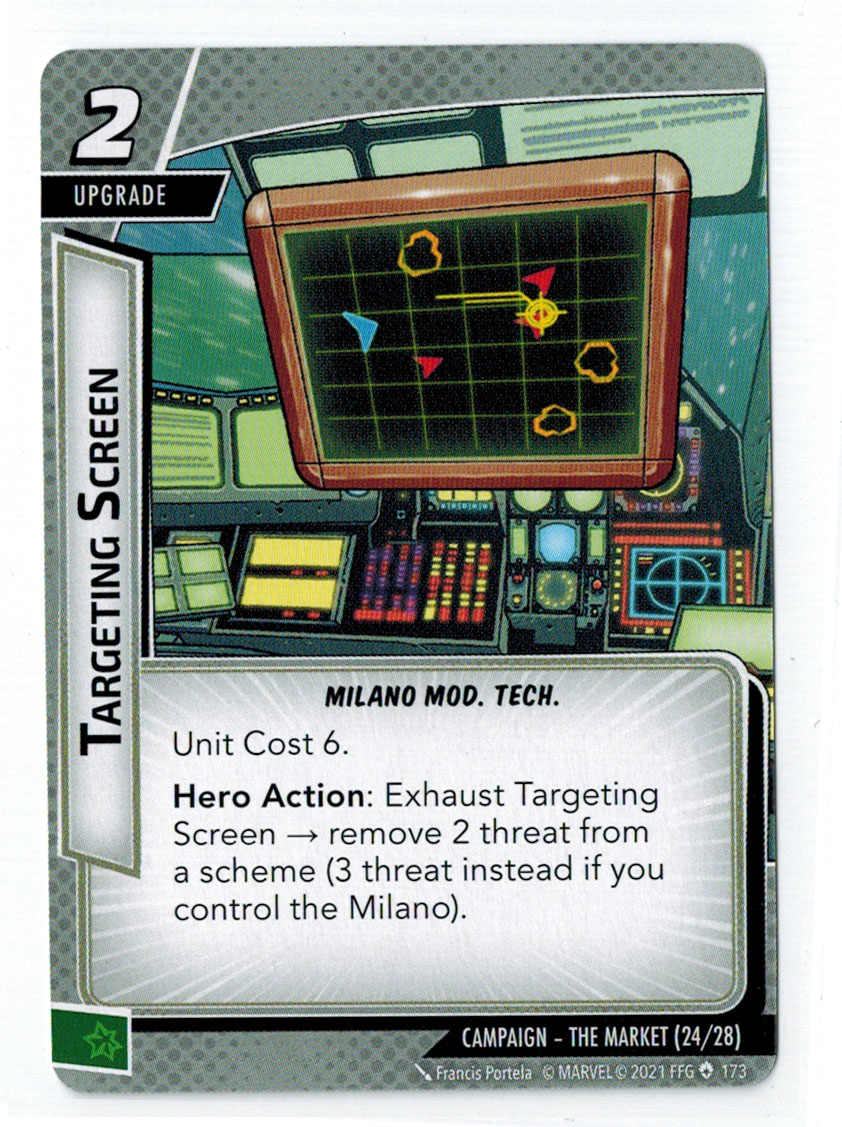 2
UPGRADE
TARGETING SCREEN
MILANO MOD. TECH.
Unit Cost 6.
Hero Action: Exhaust Targeting
Screen → remove 2 threat from
a scheme (3 threat instead if you
control the Milano).
CAMPAIGN – THE MARKET (24/28)
Francis Portela © MARVEL © 2021 FFG 173